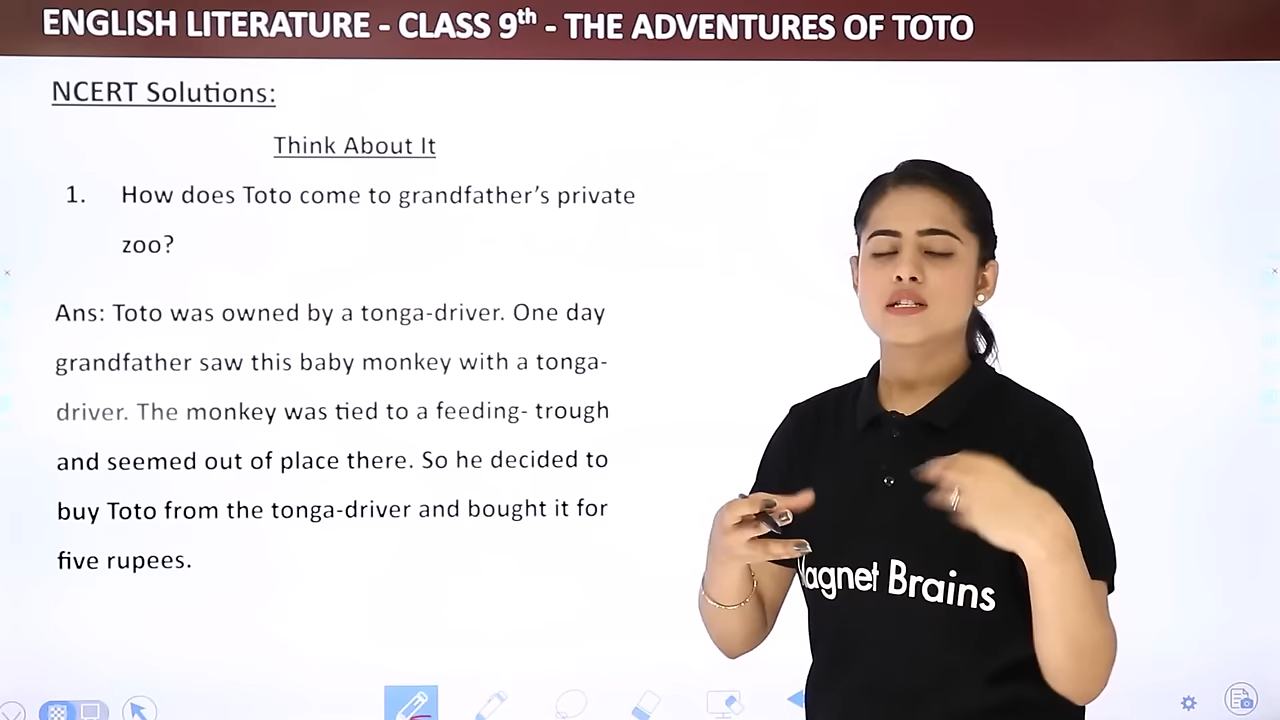 ENGLISH LITERATURE - CLASS 9th - THE ADVENTURES OF TOTO
NCERT Solutions:
Think About It
1. How does Toto come to grandfather's private
zoo?
Ans: Toto was owned by a tonga-driver. One day
grandfather saw this baby monkey with a tonga-
driver. The monkey was tied to a feeding- trough
and seemed out of place there. So he decided to
buy Toto from the tonga-driver and bought it for
five rupees.
Magnet Brains